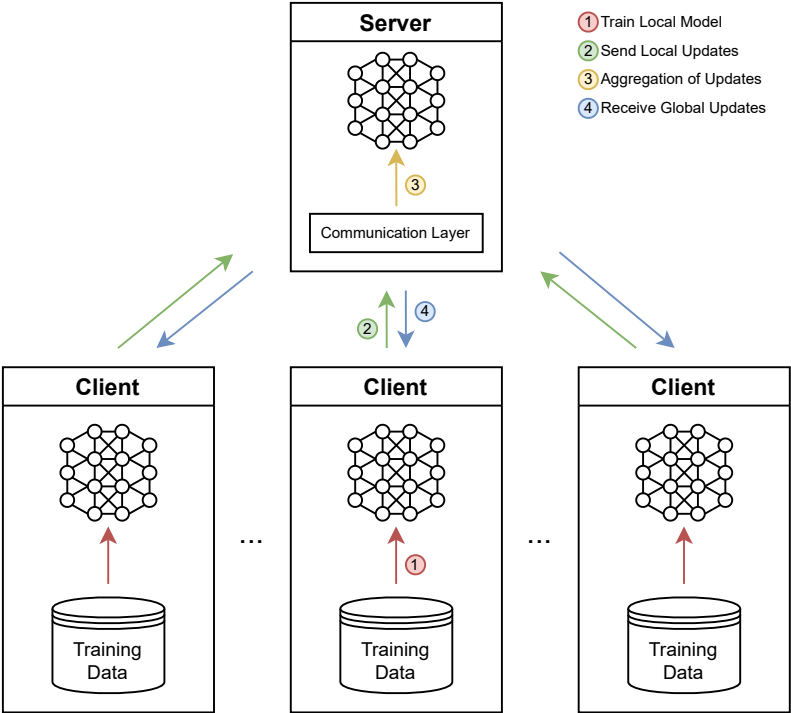 Server
1 Train Local Model
2 Send Local Updates
3 Aggregation of Updates
4 Receive Global Updates
3
Communication Layer
2
4
Client
Client
Client
...
...
1
Training
Data
Training
Data
Training
Data